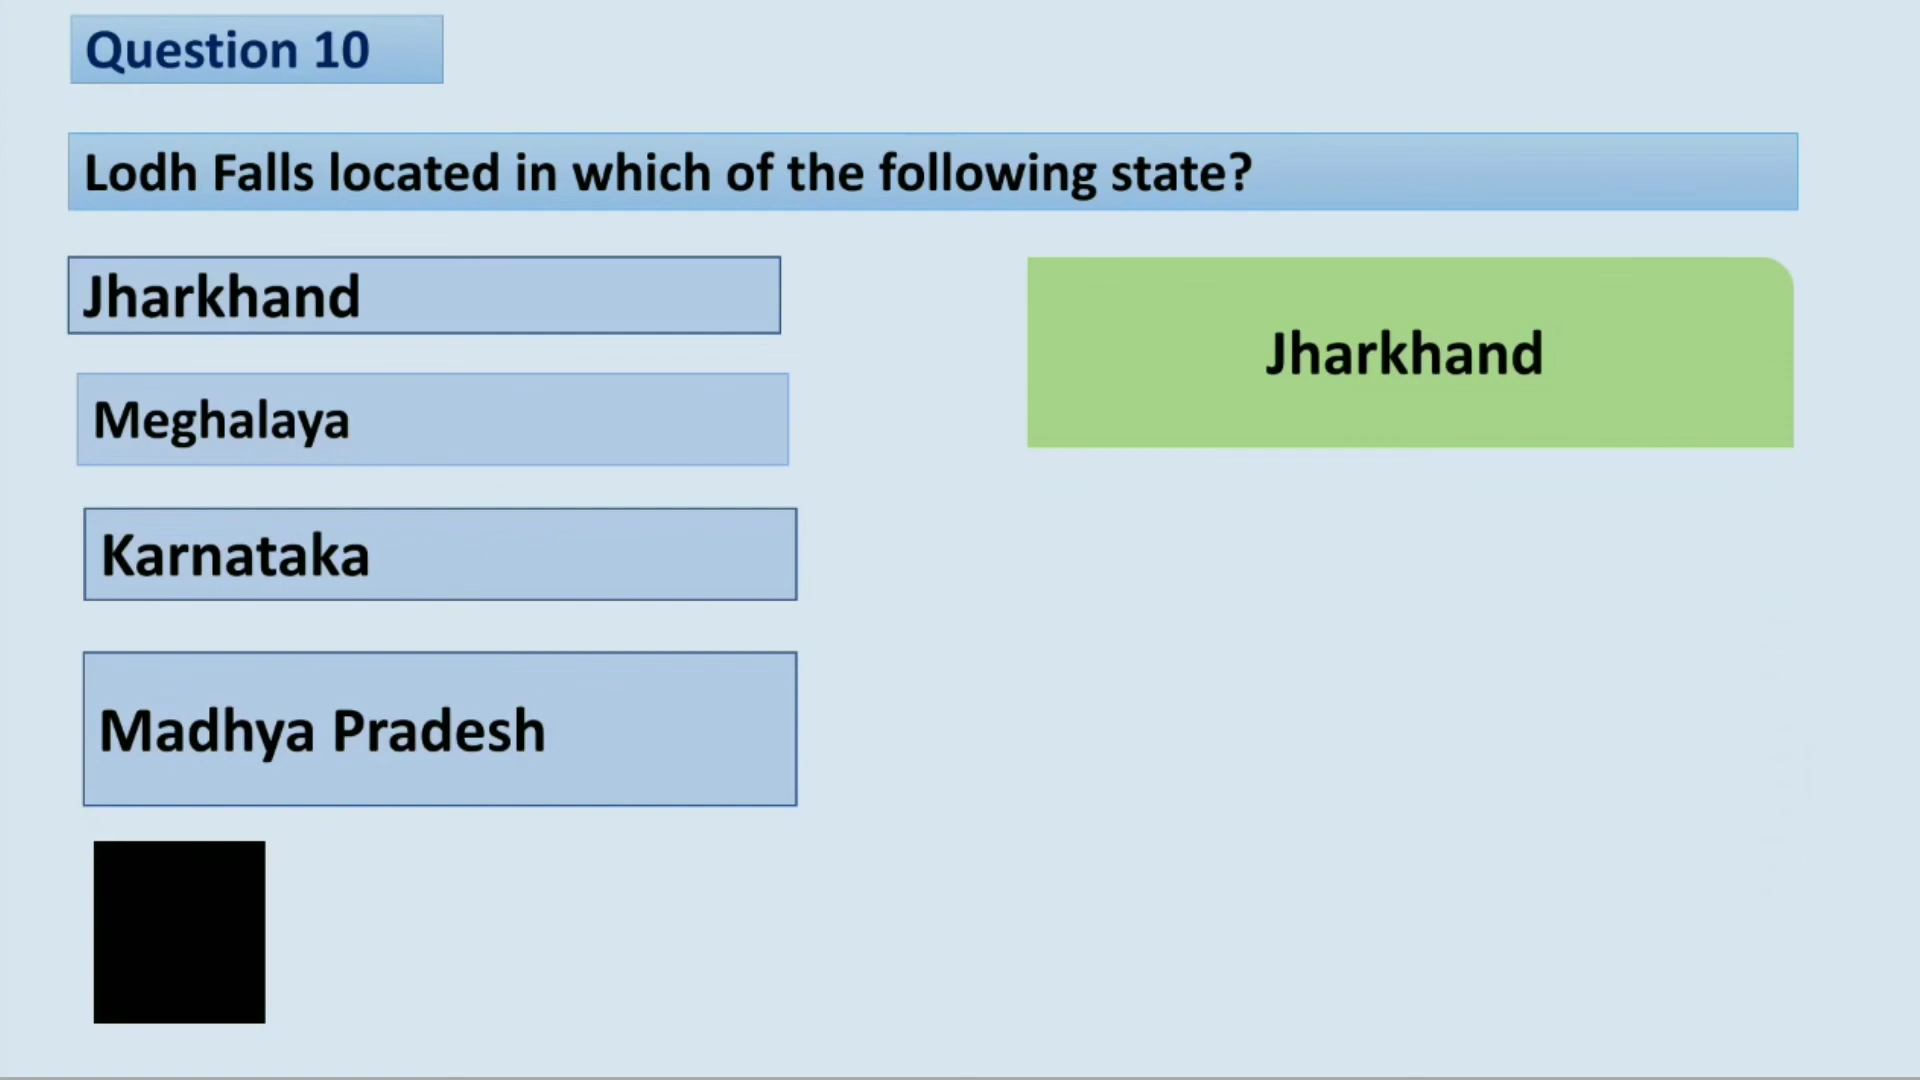 Question 10
Lodh Falls located in which of the following state?
Jharkhand
Meghalaya
Karnataka
Madhya Pradesh
Jharkhand